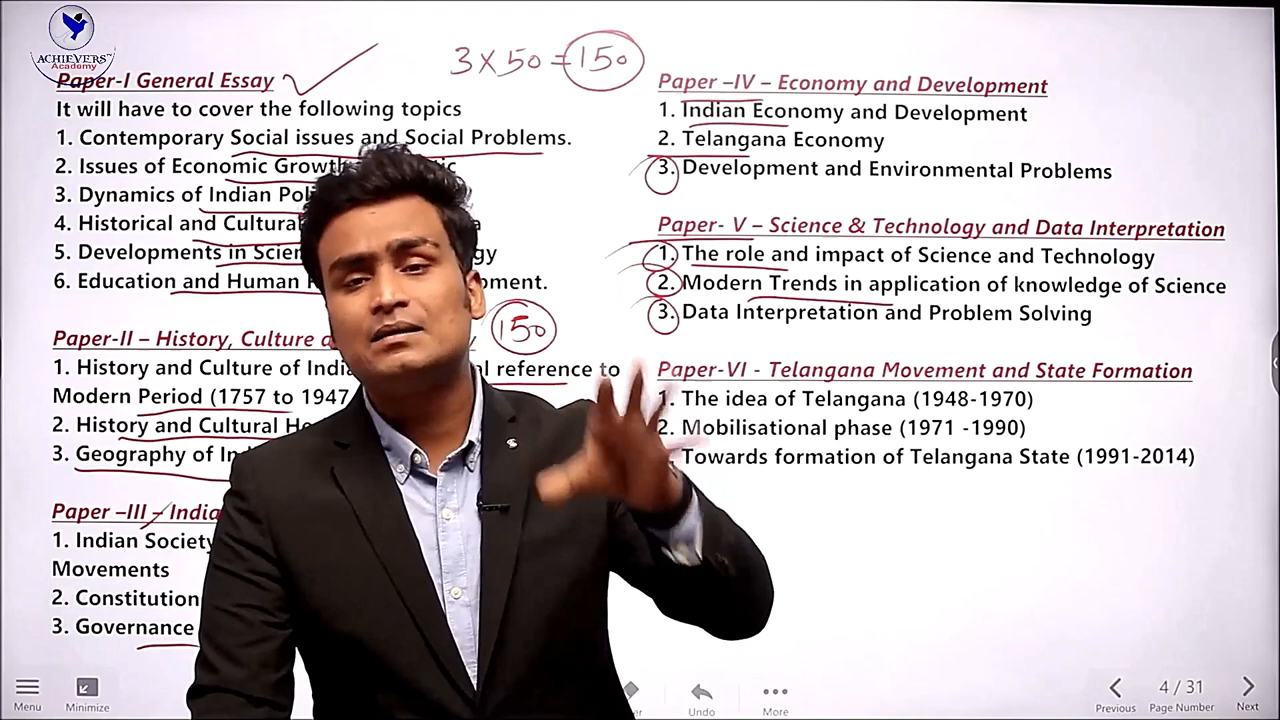 ACHIEVERS
Academy
3 X 50 = 150
Paper-I General Essay
It will have to cover the following topics
1. Contemporary Social issues and Social Problems.
2. Issues of Economic Growth
3. Dynamics of Indian
4. Historical and Cultural
5. Developments in
6. Education and Human
150
Paper-II – History, Culture
1. History and Culture of reference to
Modern Period (1757 to 1947
2. History and Cultural
3. Geography of
Paper –III –
1. Indian Society
Movements
2. Constitution
3. Governance
Paper –IV – Economy and Development
1. Indian Economy and Development
2. Telangana Economy
3. Development and Environmental Problems
Paper- V – Science & Technology and Data Interpretation
1. The role and impact of Science and Technology
2. Modern Trends in application of knowledge of Science
3. Data Interpretation and Problem Solving
Paper-VI - Telangana Movement and State Formation
1. The idea of Telangana (1948-1970)
2. Mobilisational phase (1971 -1990)
Towards formation of Telangana State (1991-2014)
Menu
Minimize
Undo
More
Previous
4 / 31
Page Number
Next